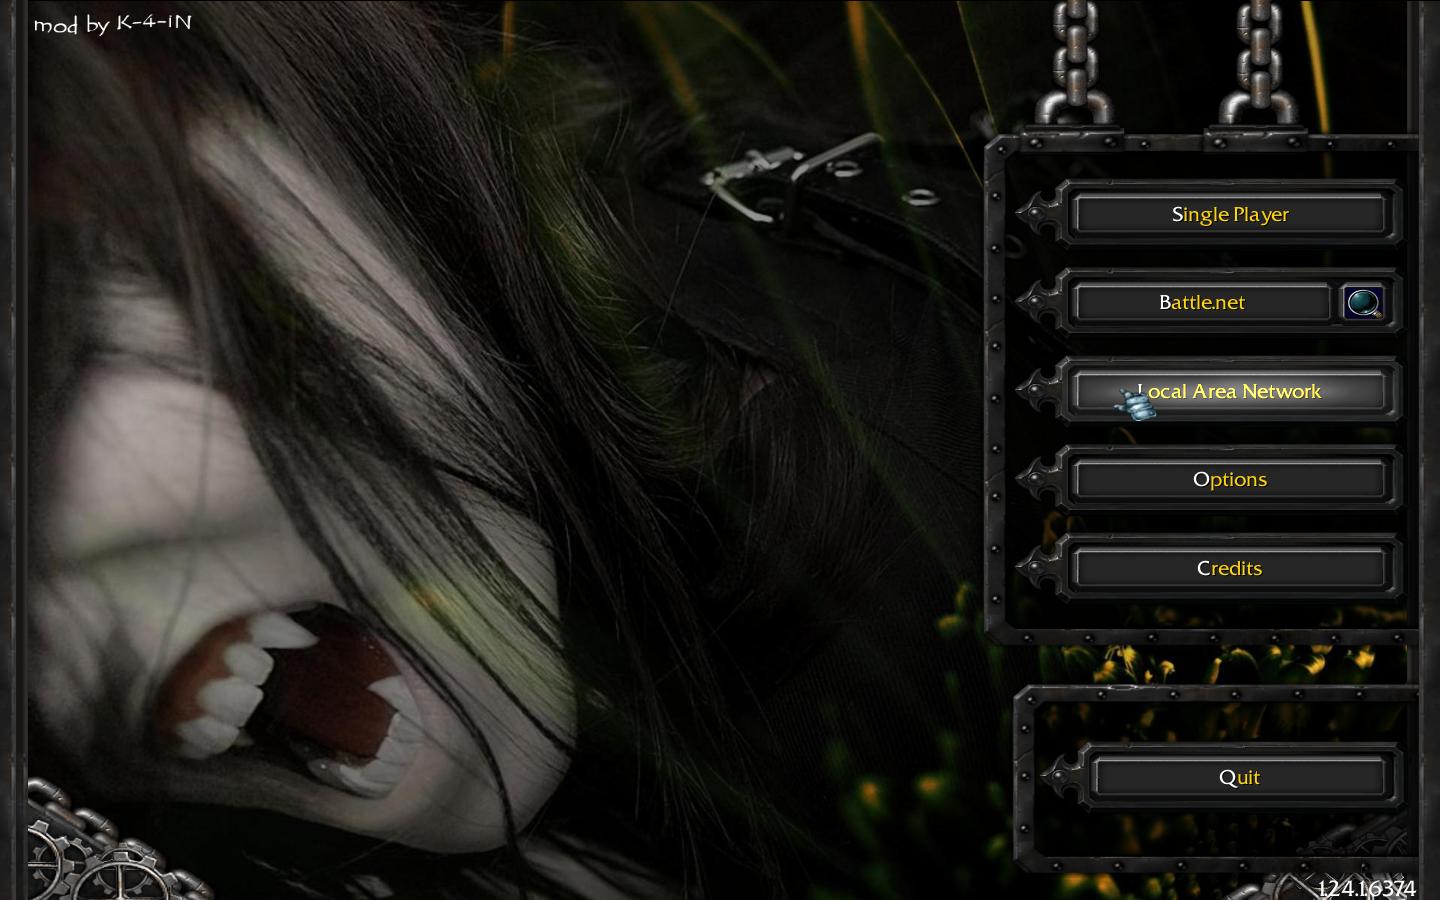 mod by K-4-iN
Single Player
Battle.net
Local Area Network
Options
Credits
Quit
1.24.1.6374